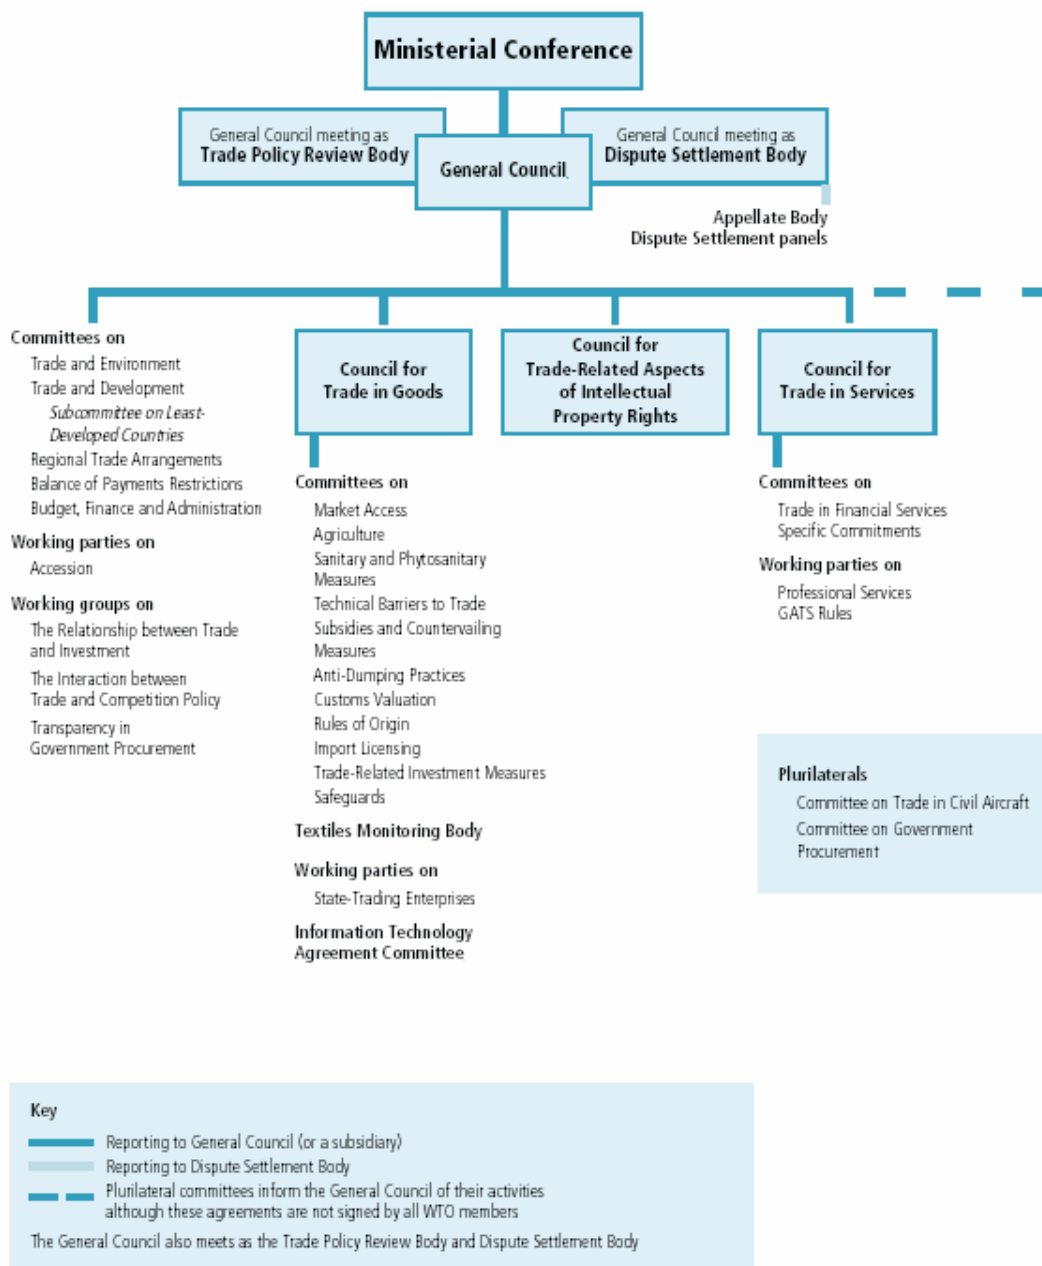 Ministerial Conference
General Council meeting as
Trade Policy Review Body
General Council
General Council meeting as
Dispute Settlement Body
Appellate Body
Dispute Settlement panels
Committees on
Trade and Environment
Trade and Development
Subcommittee on Least-
Developed Countries
Regional Trade Arrangements
Balance of Payments Restrictions
Budget, Finance and Administration
Working parties on
Accession
Working groups on
The Relationship between Trade
and Investment
The Interaction between
Trade and Competition Policy
Transparency in
Government Procurement
Council for
Trade in Goods
Committees on
Market Access
Agriculture
Sanitary and Phytosanitary
Measures
Technical Barriers to Trade
Subsidies and Countervailing
Measures
Anti-Dumping Practices
Customs Valuation
Rules of Origin
Import Licensing
Trade-Related Investment Measures
Safeguards
Textiles Monitoring Body
Working parties on
State-Trading Enterprises
Information Technology
Agreement Committee
Council for
Trade-Related Aspects
of Intellectual
Property Rights
Council for
Trade in Services
Committees on
Trade in Financial Services
Specific Commitments
Working parties on
Professional Services
GATS Rules
Plurilaterals
Committee on Trade in Civil Aircraft
Committee on Government
Procurement
Key
Reporting to General Council (or a subsidiary)
Reporting to Dispute Settlement Body
Plurilateral committees inform the General Council of their activities
although these agreements are not signed by all WTO members
The General Council also meets as the Trade Policy Review Body and Dispute Settlement Body